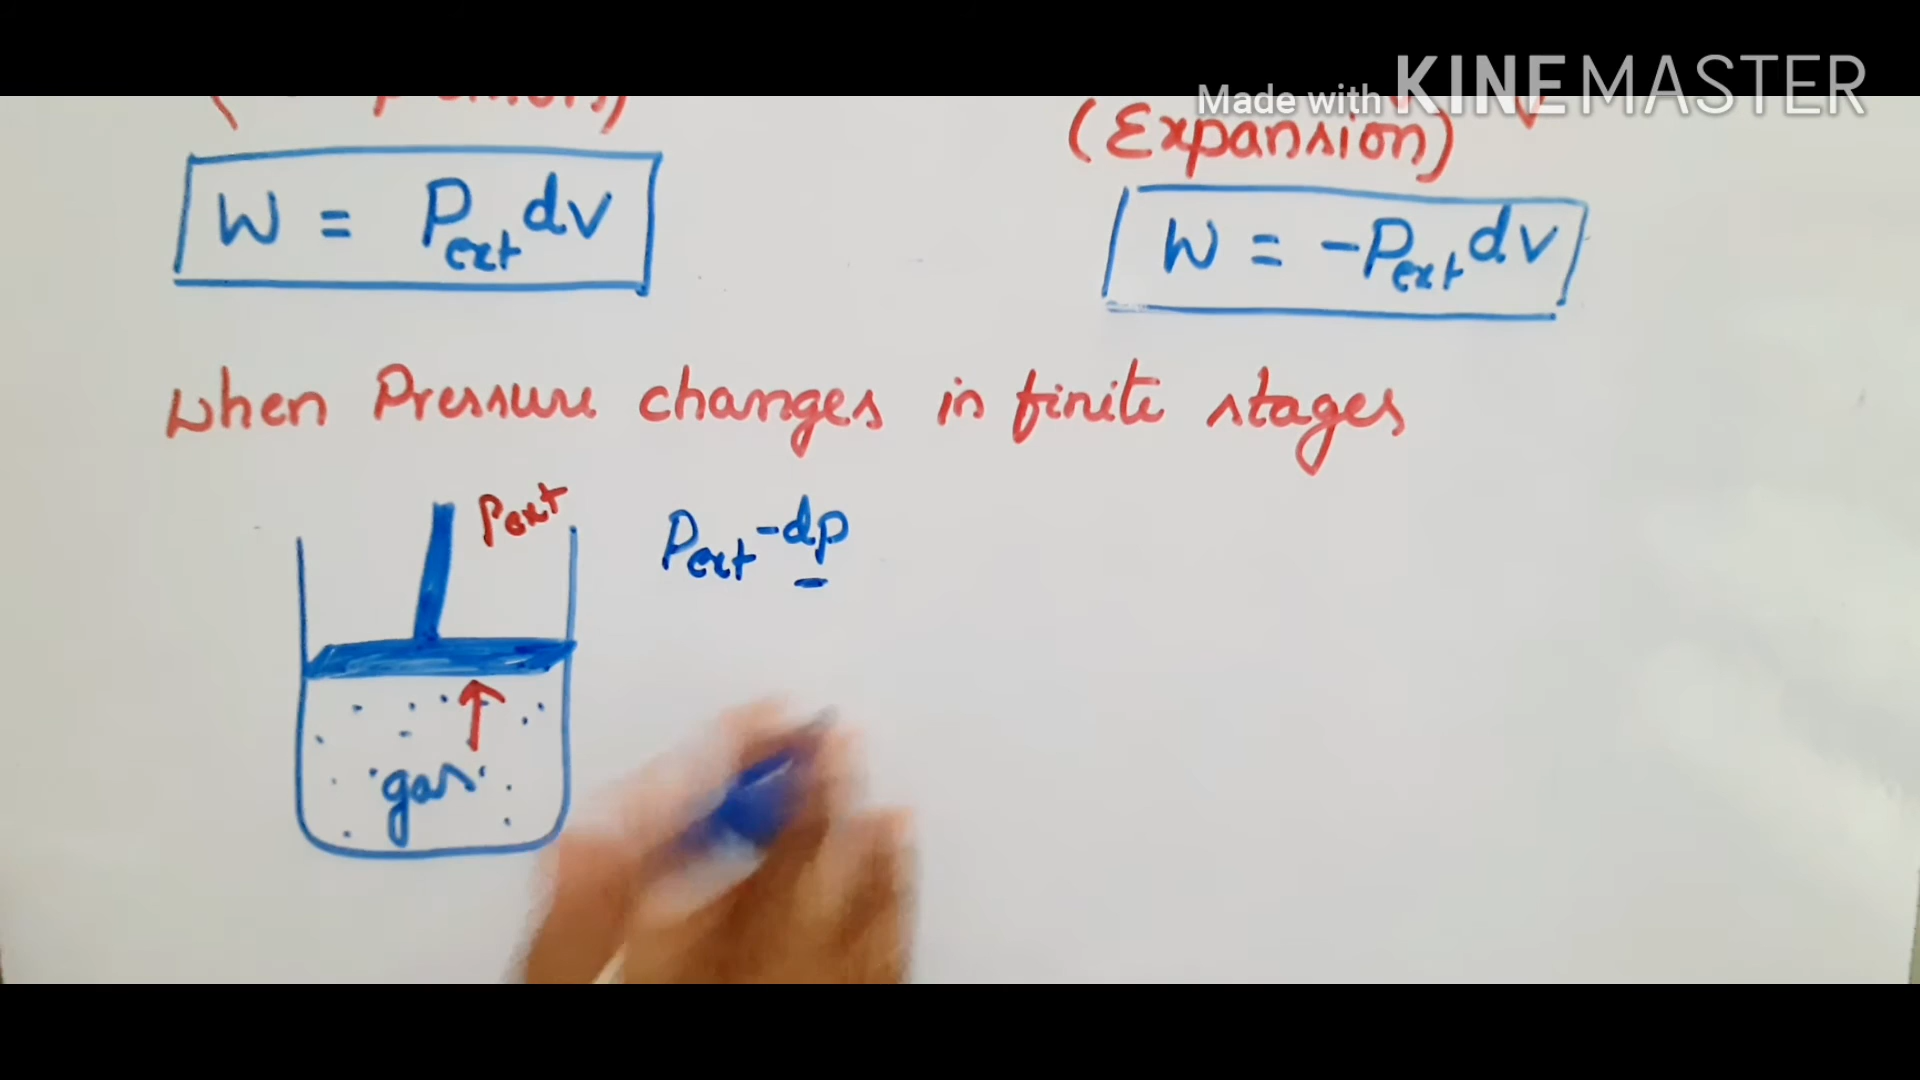 Made with KINEMASTER
(Expansion)
W = Pext dv
W = -Pext dv
When Pressure changes in finite stages
Pext
Pext -dp
gas